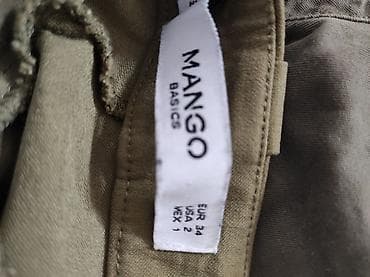 MANGO
BASICS
EUR 34
USA 2
MEX 1